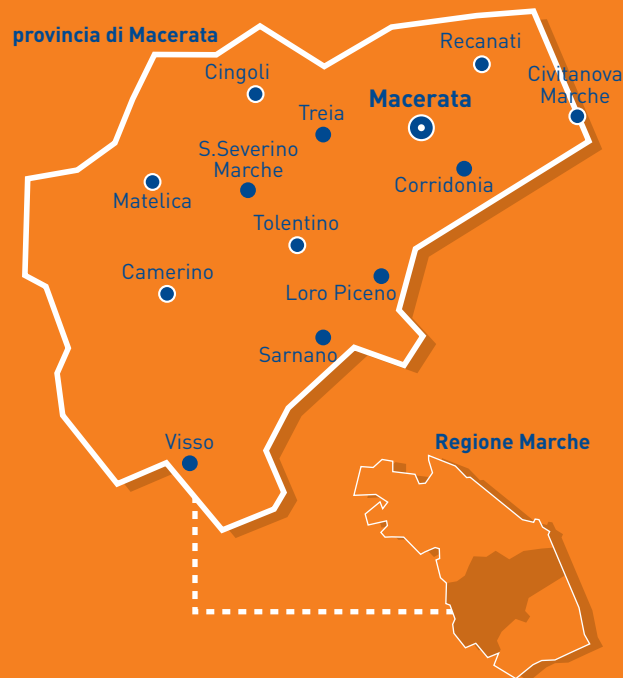 provincia di Macerata
Recanati
Cingoli
Civitanova
Marche
Macerata
Treia
S.Severino
Marche
Corridonia
Matelica
Tolentino
Camerino
Loro Piceno
Sarnano
Visso
Regione Marche